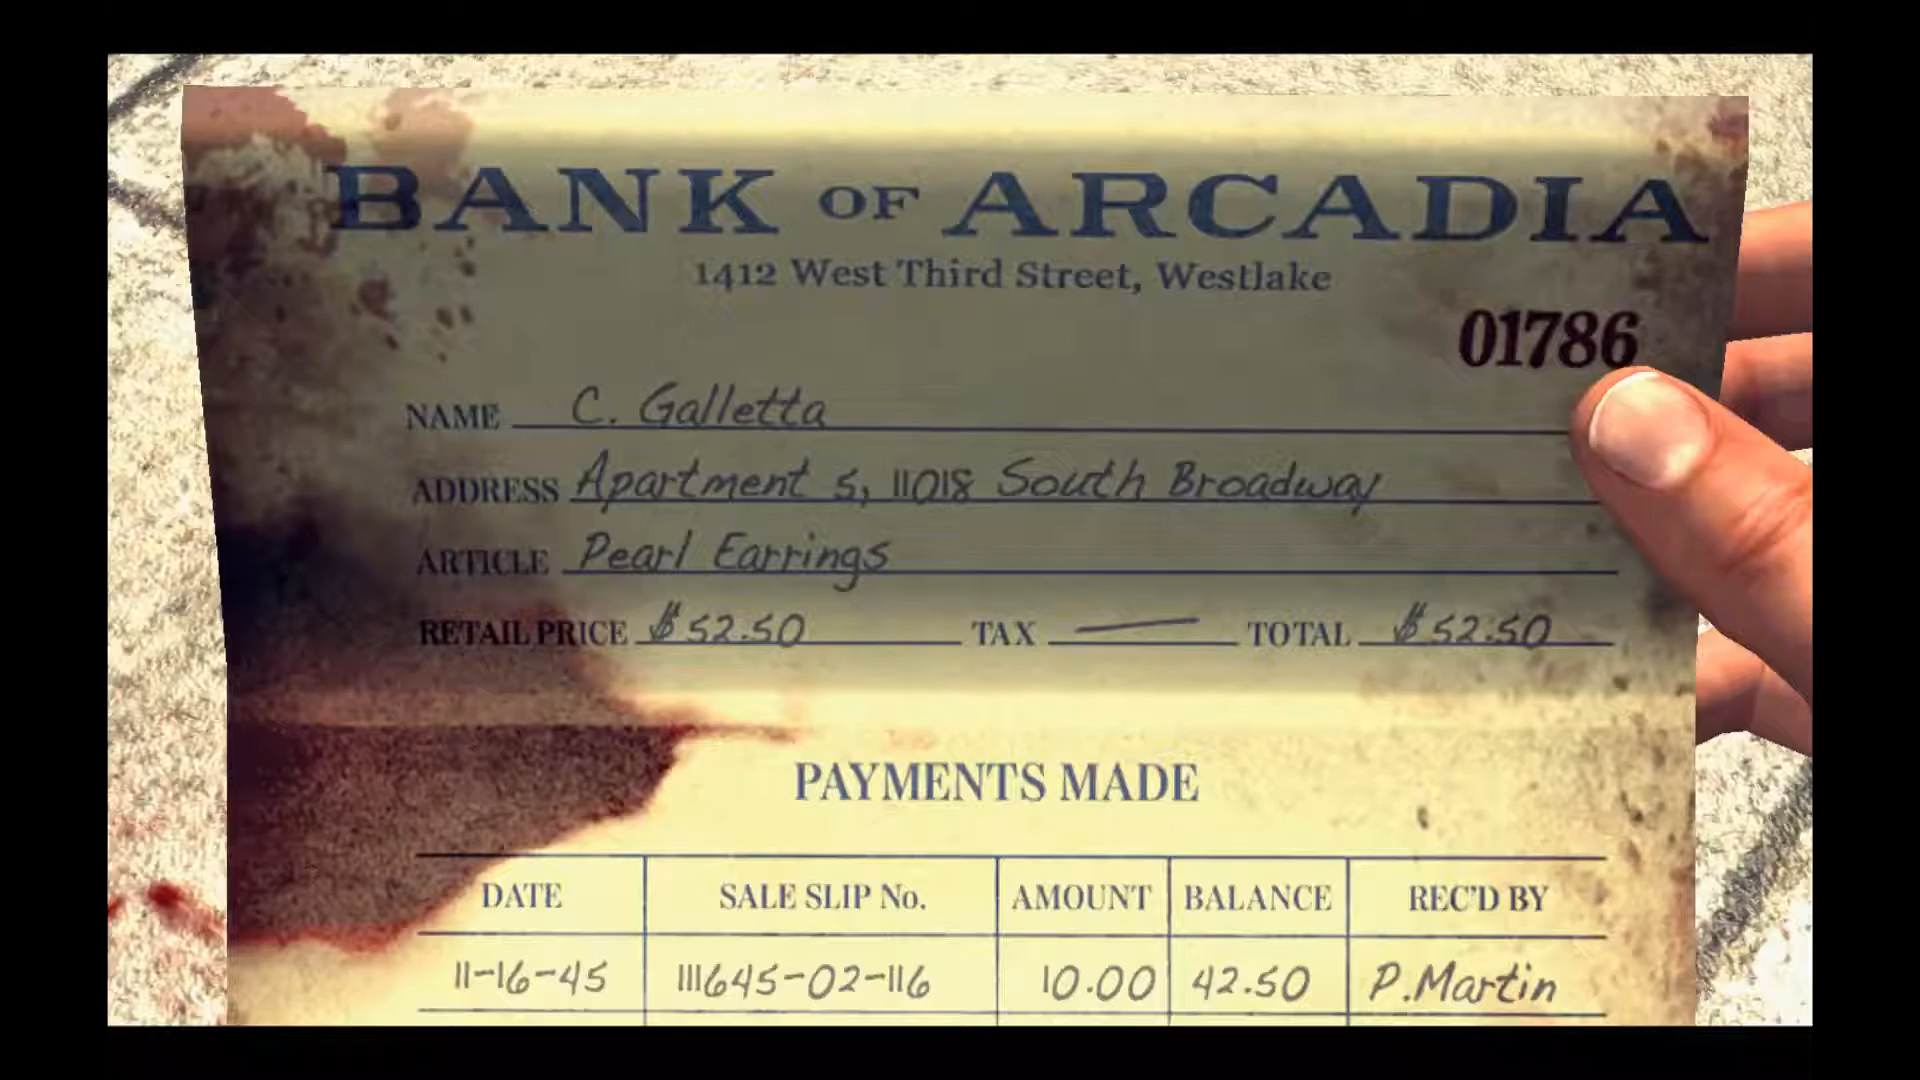 BANK OF ARCADIA
1412 West Third Street, Westlake
01786
NAME C. Galletta
ADDRESS Apartment 5, 11018 South Broadway
ARTICLE Pearl Earrings
RETAIL PRICE $52.50 TAX — TOTAL $52.50
PAYMENTS MADE
DATE SALE SLIP No. AMOUNT BALANCE REC'D BY
11-16-45 111645-02-116 10.00 42.50 P.Martin